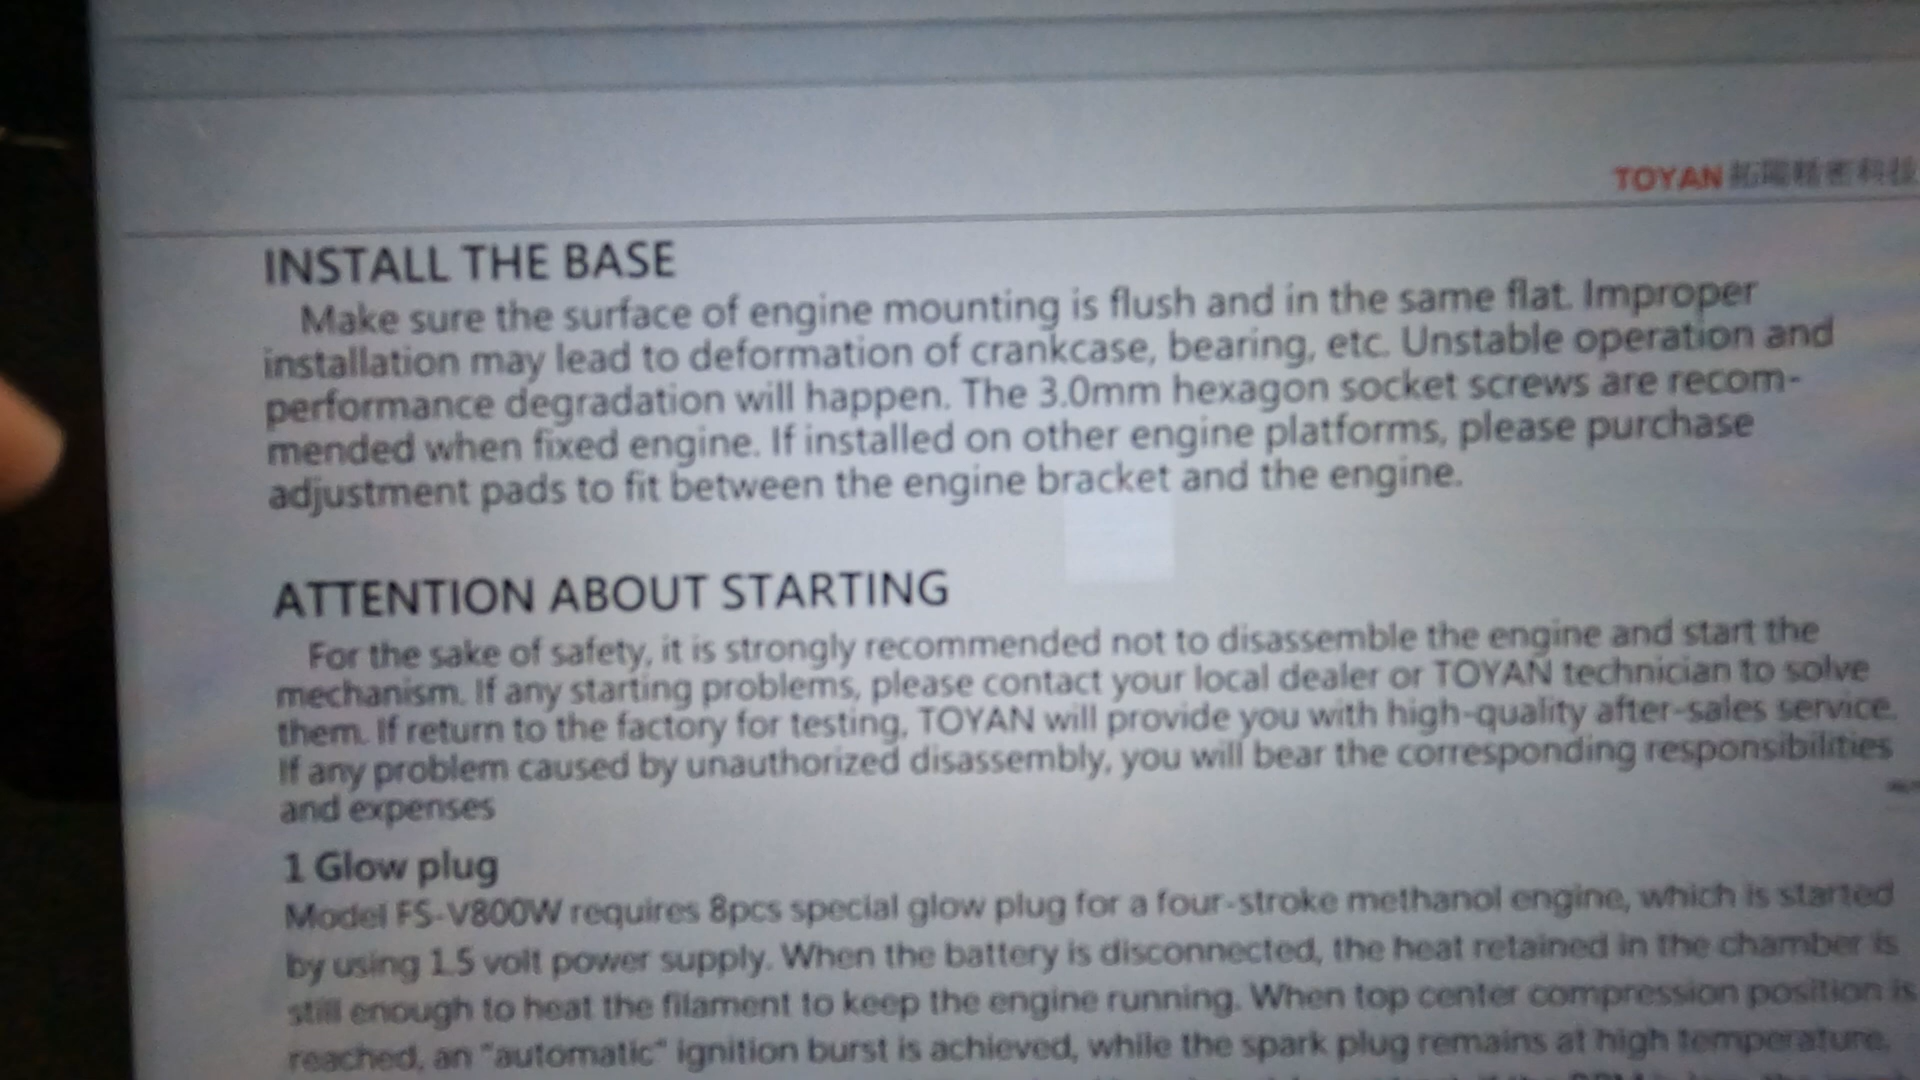 TOYAN 拓陽精密科技
INSTALL THE BASE
Make sure the surface of engine mounting is flush and in the same flat. Improper
installation may lead to deformation of crankcase, bearing, etc. Unstable operation and
performance degradation will happen. The 3.0mm hexagon socket screws are recom-
mended when fixed engine. If installed on other engine platforms, please purchase
adjustment pads to fit between the engine bracket and the engine.
ATTENTION ABOUT STARTING
For the sake of safety, it is strongly recommended not to disassemble the engine and start the
mechanism. If any starting problems, please contact your local dealer or TOYAN technician to solve
them. If return to the factory for testing, TOYAN will provide you with high-quality after-sales service.
If any problem caused by unauthorized disassembly, you will bear the corresponding responsibilities
and expenses
1 Glow plug
Model FS-V800W requires 8pcs special glow plug for a four-stroke methanol engine, which is started
by using 1.5 volt power supply. When the battery is disconnected, the heat retained in the chamber is
still enough to heat the filament to keep the engine running. When top center compression position is
reached, an "automatic" ignition burst is achieved, while the spark plug remains at high temperature.